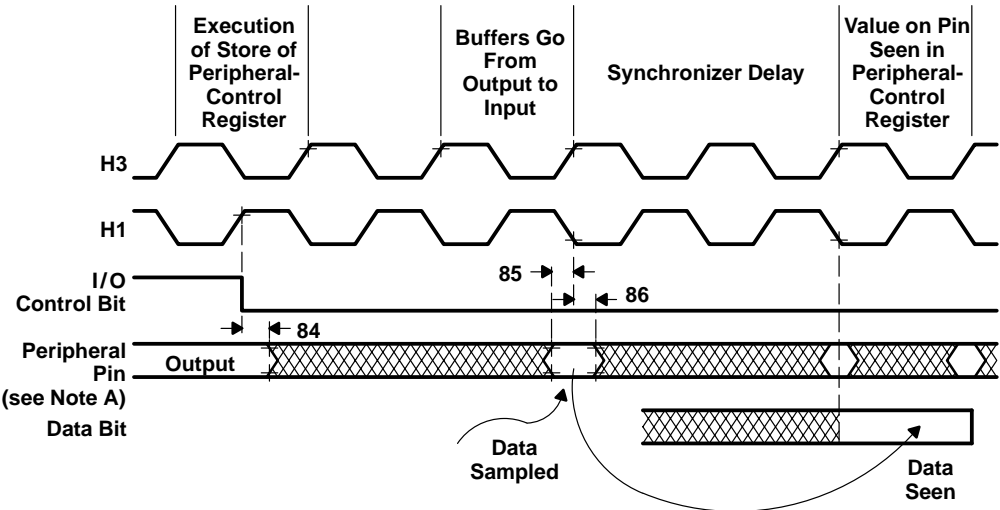 Execution
of Store of
Peripheral-
Control
Register
Buffers Go
From
Output to
Input
Synchronizer Delay
Value on Pin
Seen in
Peripheral-
Control
Register
H3
H1
I/O
Control Bit
85
86
84
Peripheral
Pin
(see Note A)
Output
Data Bit
Data
Sampled
Data
Seen